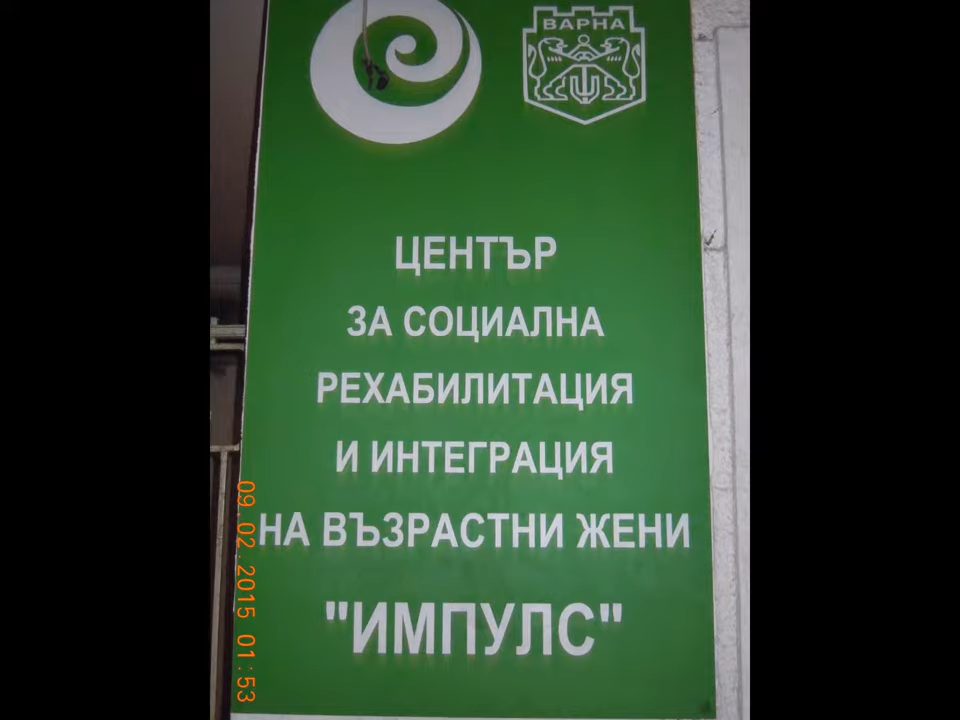 ВАРНА
ЦЕНТЪР
ЗА СОЦИАЛНА
РЕХАБИЛИТАЦИЯ
И ИНТЕГРАЦИЯ
НА ВЪЗРАСТНИ ЖЕНИ
"ИМПУЛС"
09.02.2015 01:53